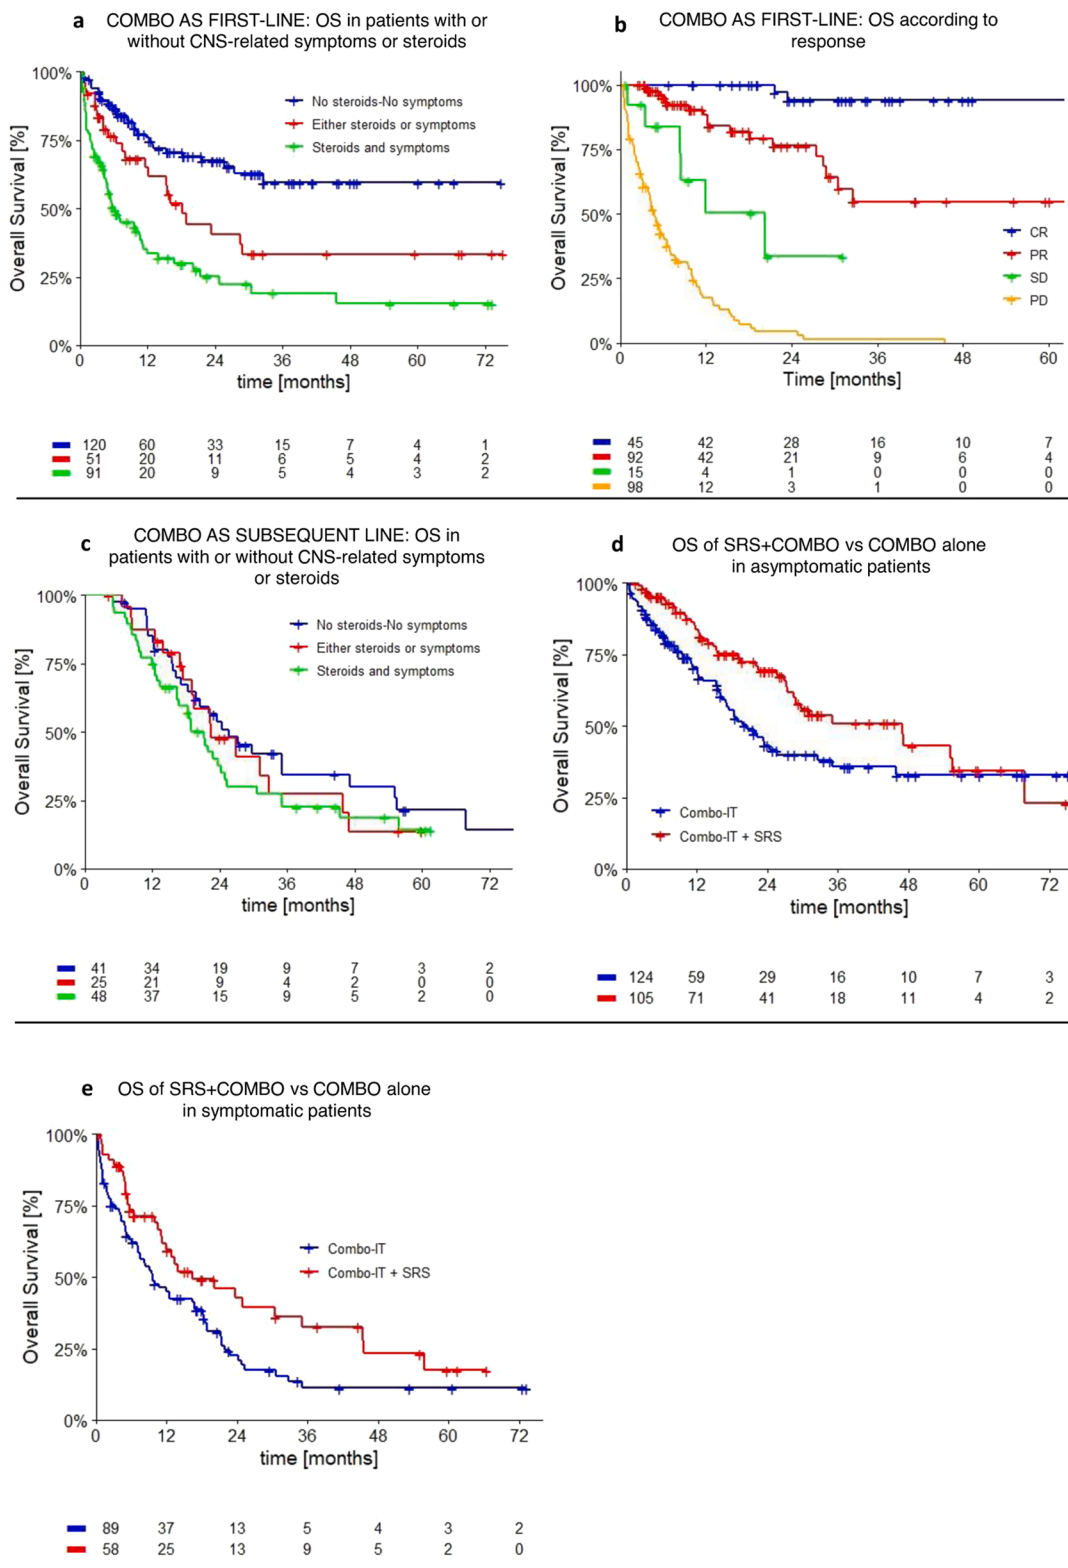 a COMBO AS FIRST-LINE: OS in patients with or
without CNS-related symptoms or steroids
Overall Survival [%]
100%
75%
50%
25%
0%
No steroids-No symptoms
Either steroids or symptoms
Steroids and symptoms
0 12 24 36 48 60 72
time [months]
120 60 33 15 7 4 1
51 20 11 6 5 4 2
91 20 9 5 4 3 2
b COMBO AS FIRST-LINE: OS according to
response
Overall Survival [%]
100%
75%
50%
25%
0%
CR
PR
SD
PD
0 12 24 36 48 60
Time [months]
45 42 28 16 10 7
92 42 21 9 6 4
15 4 1 0 0 0
98 12 3 1 0 0
c COMBO AS SUBSEQUENT LINE: OS in
patients with or without CNS-related symptoms
or steroids
Overall Survival [%]
100%
75%
50%
25%
0%
No steroids-No symptoms
Either steroids or symptoms
Steroids and symptoms
0 12 24 36 48 60 72
time [months]
41 34 19 9 7 3 2
25 21 9 4 2 0 0
48 37 15 9 5 2 0
d OS of SRS+COMBO vs COMBO alone
in asymptomatic patients
Overall Survival [%]
100%
75%
50%
25%
0%
Combo-IT
Combo-IT + SRS
0 12 24 36 48 60 72
time [months]
124 59 29 16 10 7 3
105 71 41 18 11 4 2
e OS of SRS+COMBO vs COMBO alone
in symptomatic patients
Overall Survival [%]
100%
75%
50%
25%
0%
Combo-IT
Combo-IT + SRS
0 12 24 36 48 60 72
time [months]
89 37 13 5 4 3 2
58 25 13 9 5 2 0